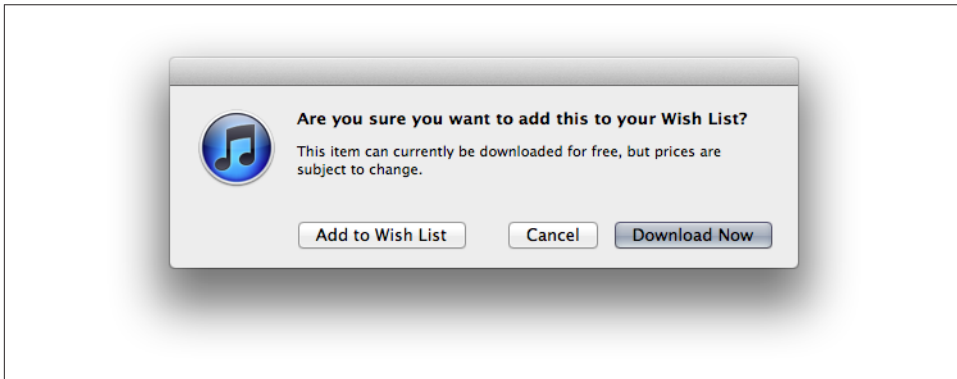 Are you sure you want to add this to your Wish List?
This item can currently be downloaded for free, but prices are
subject to change.
Add to Wish List Cancel Download Now